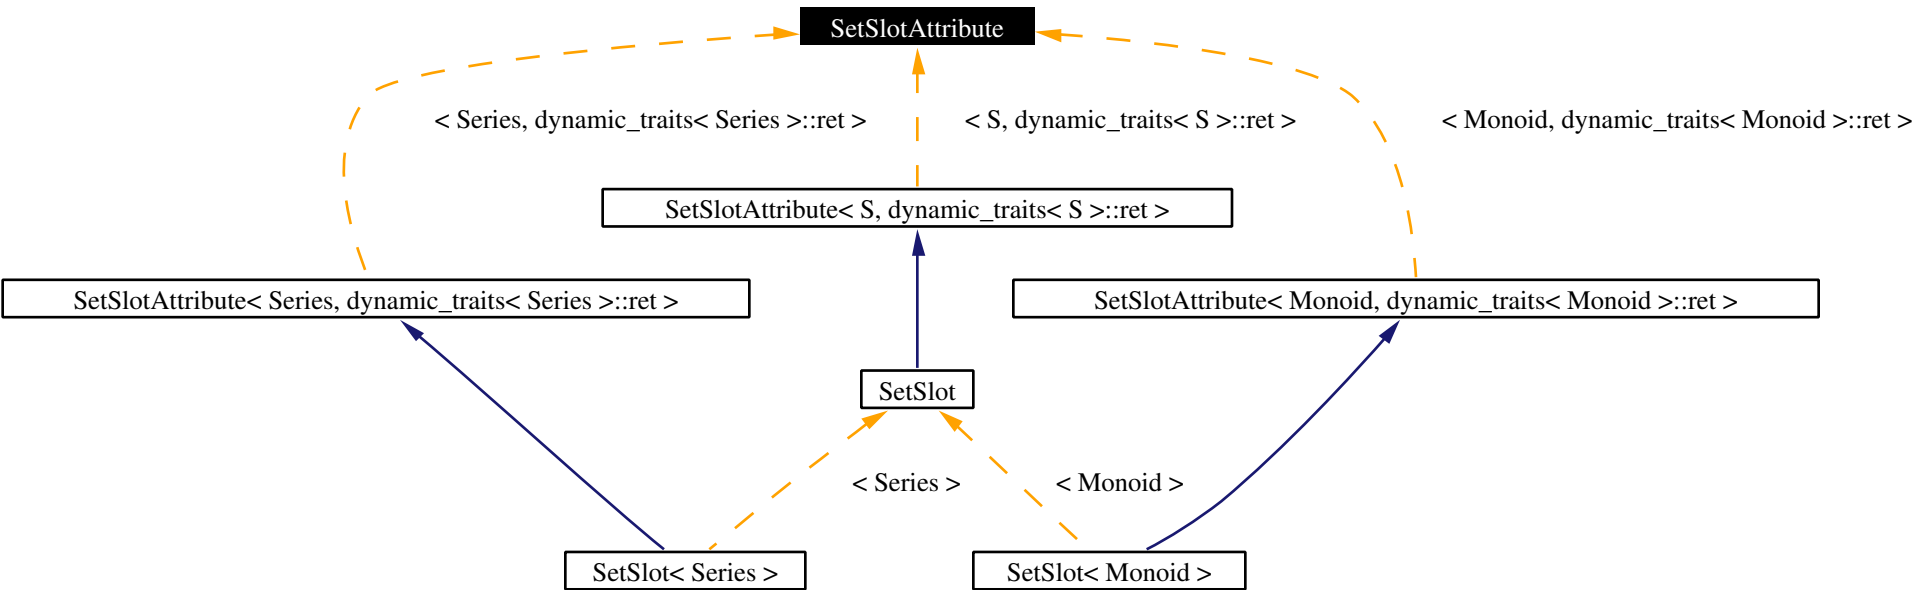 SetSlotAttribute
< Series, dynamic_traits< Series >::ret >
< S, dynamic_traits< S >::ret >
< Monoid, dynamic_traits< Monoid >::ret >
SetSlotAttribute< S, dynamic_traits< S >::ret >
SetSlotAttribute< Series, dynamic_traits< Series >::ret >
SetSlotAttribute< Monoid, dynamic_traits< Monoid >::ret >
SetSlot
< Series >
< Monoid >
SetSlot< Series >
SetSlot< Monoid >